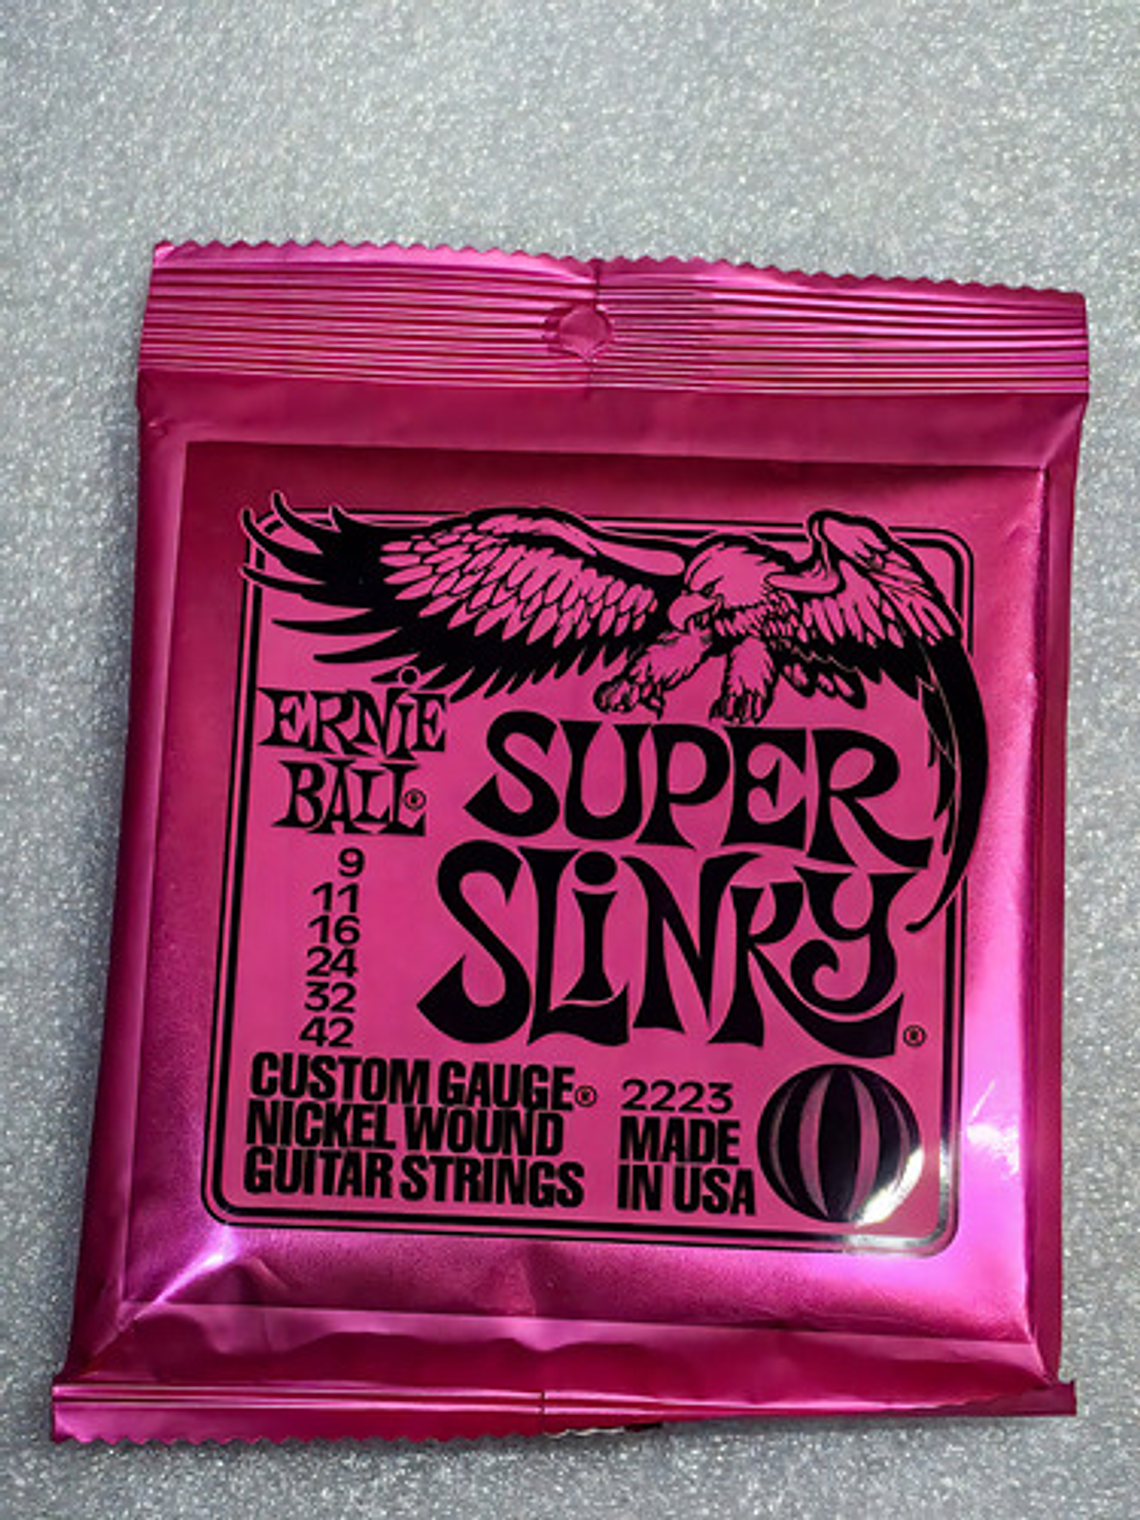 ERNiE
BALL®
SUPER
SLiNKY®
9
11
16
24
32
42
CUSTOM GAUGE®
NICKEL WOUND
GUITAR STRINGS
2223
MADE
IN USA